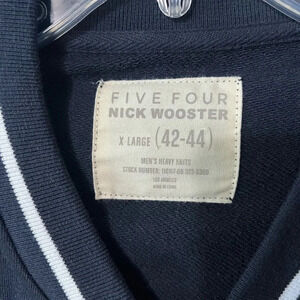 FIVE FOUR
NICK WOOSTER
X LARGE (42-44)
MEN'S HEAVY KNITS
STOCK NUMBER:
LOS ANGELES
MADE IN CHINA